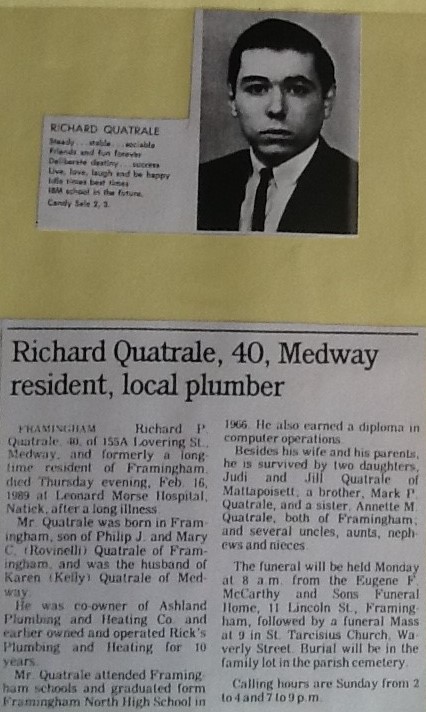 RICHARD QUATRALE
Steady . . . stable . . . sociable
Friends and fun forever
Deliberate destiny . . . success
Live, love, laugh and be happy
Idle times best times
IBM school in the future.
Candy Sale 2, 3.
Richard Quatrale, 40, Medway
resident, local plumber
FRAMINGHAM Richard P.
Quatrale, 40, of 155A Lovering St.,
Medway, and formerly a long-
time resident of Framingham,
died Thursday evening, Feb. 16,
1989 at Leonard Morse Hospital,
Natick, after a long illness.
Mr. Quatrale was born in Fram-
ingham, son of Philip J. and Mary
C. (Rovinelli) Quatrale of Fram-
ingham, and was the husband of
Karen (Kelly) Quatrale of Med-
way.
He was co-owner of Ashland
Plumbing and Heating Co. and
earlier owned and operated Rick's
Plumbing and Heating for 10
years.
Mr. Quatrale attended Framing-
ham schools and graduated form
Framingham North High School in
1966. He also earned a diploma in
computer operations.
Besides his wife and his parents,
he is survived by two daughters,
Judi and Jill Quatrale of
Mattapoisett; a brother, Mark P.
Quatrale, and a sister, Annette M.
Quatrale, both of Framingham;
and several uncles, aunts, neph-
ews and nieces.
The funeral will be held Monday
at 8 a.m. from the Eugene F.
McCarthy and Sons Funeral
Home, 11 Lincoln St., Framing-
ham, followed by a funeral Mass
at 9 in St. Tarcisius Church, Wa-
verly Street. Burial will be in the
family lot in the parish cemetery.
Calling hours are Sunday from 2
to 4 and 7 to 9 p.m.